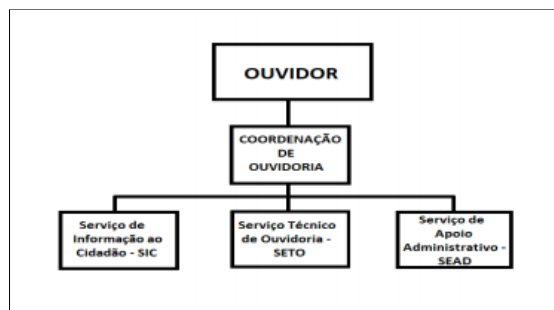 OUVIDOR
COORDENAÇÃO
DE
OUVIDORIA
Serviço de
Informação ao
Cidadão - SIC
Serviço Técnico
de Ouvidoria -
SETO
Serviço de
Apoio
Administrativo -
SEAD